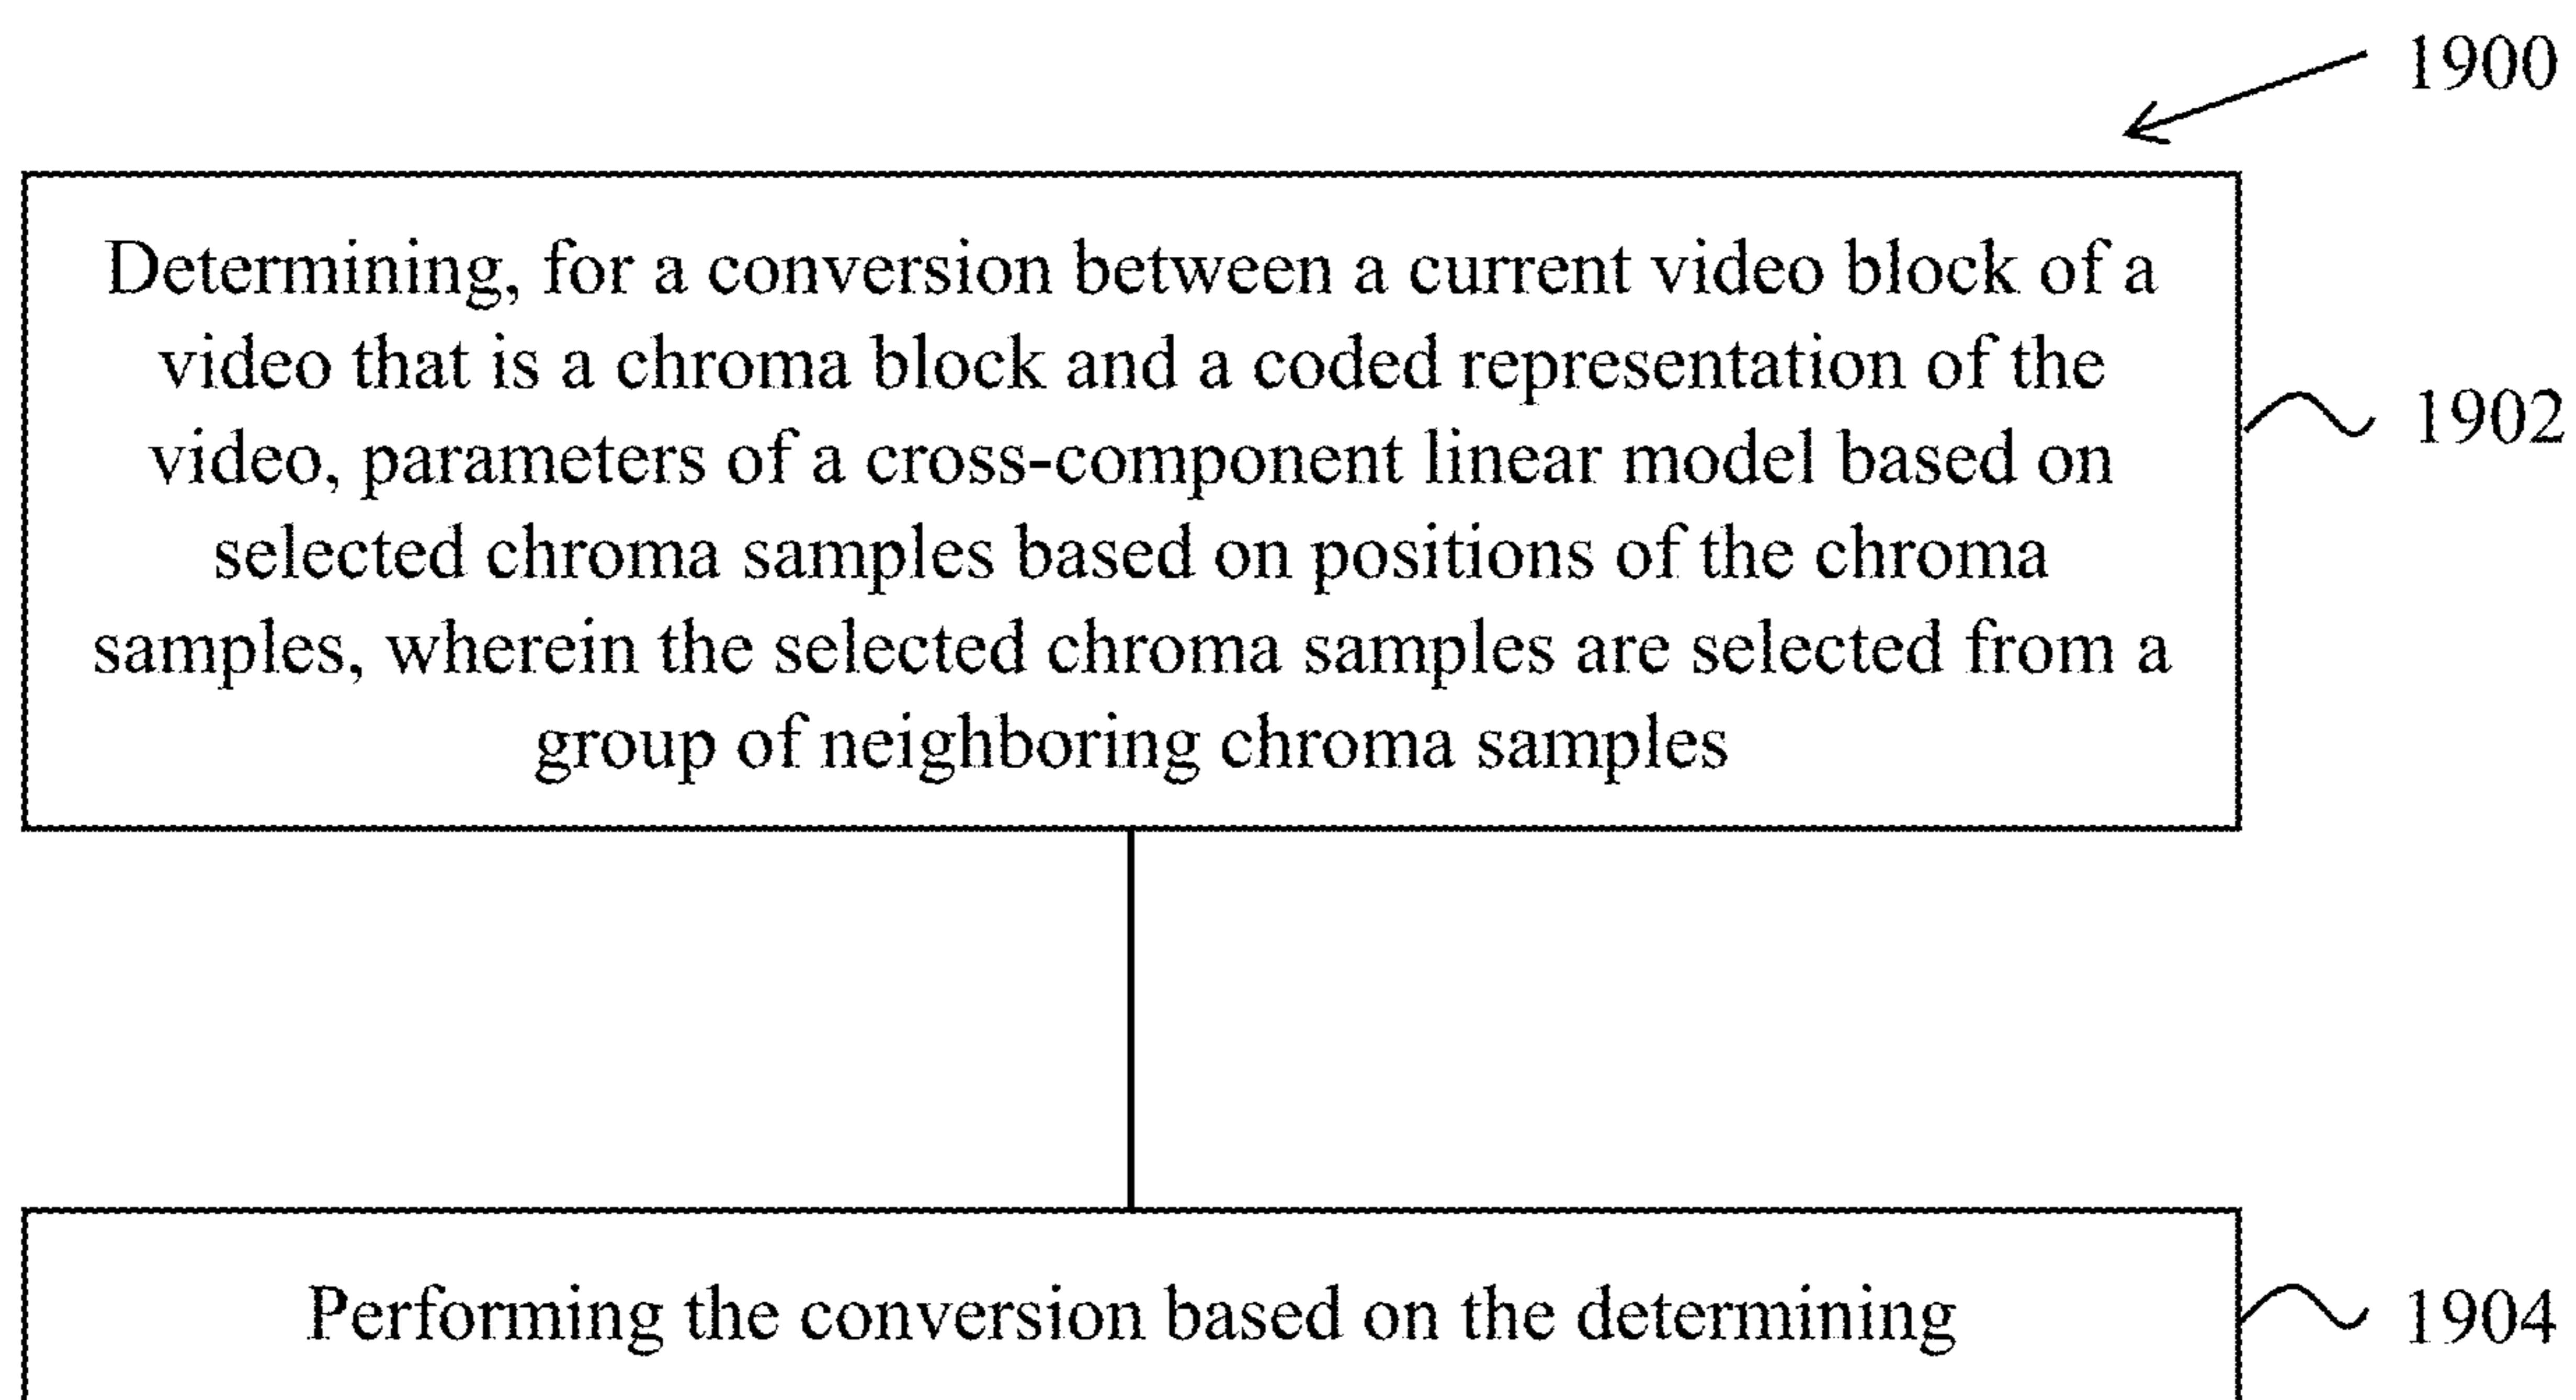 1900
Determining, for a conversion between a current video block of a
video that is a chroma block and a coded representation of the
video, parameters of a cross-component linear model based on
selected chroma samples based on positions of the chroma
samples, wherein the selected chroma samples are selected from a
group of neighboring chroma samples
1902
Performing the conversion based on the determining
1904